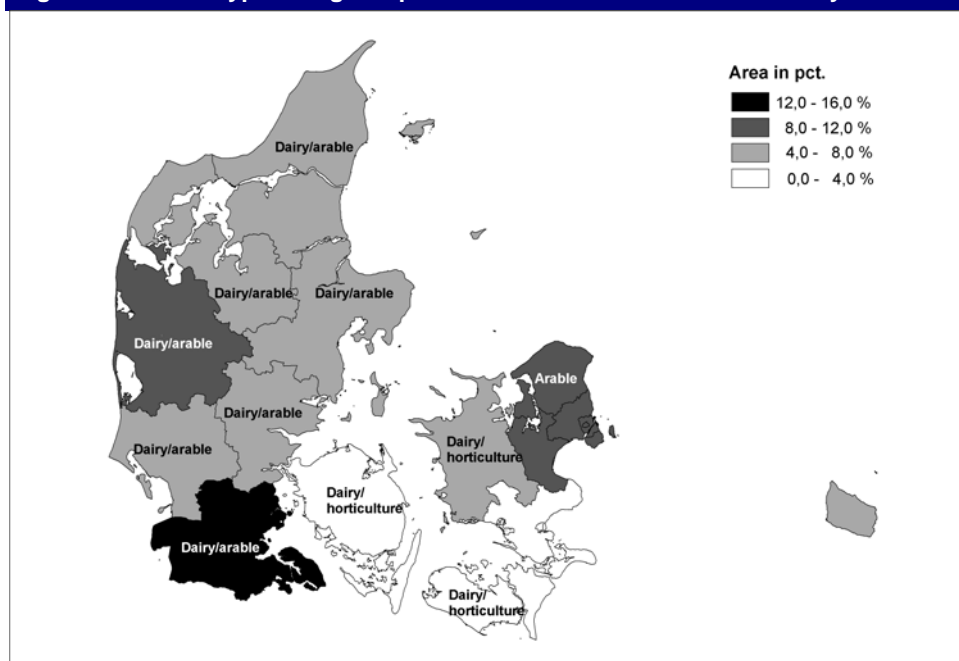 Area in pct.
12,0 - 16,0 %
8,0 - 12,0 %
4,0 - 8,0 %
0,0 - 4,0 %
Dairy/arable
Dairy/arable
Dairy/arable
Dairy/arable
Arable
Dairy/arable
Dairy/arable
Dairy/
horticulture
Dairy/
horticulture
Dairy/arable
Dairy/
horticulture